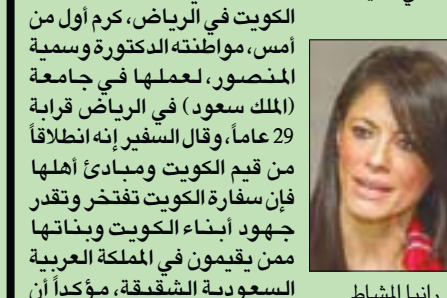 الكويت في الرياض، كرم أول من
أمس، مواطنته الدكتورة وسمية
المنصور، لعملها في جامعة
(الملك سعود) في الرياض قرابة
29 عاماً، وقال السفير إنه انطلاقاً
من قيم الكويت ومبادئ أهلها
فإن سفارة الكويت تفتخر وتقدر
جهود أبناء الكويت وبناتها
ممن يقيمون في المملكة العربية
السعودية الشقيقة، مؤكداً أن
رانيا المشاط